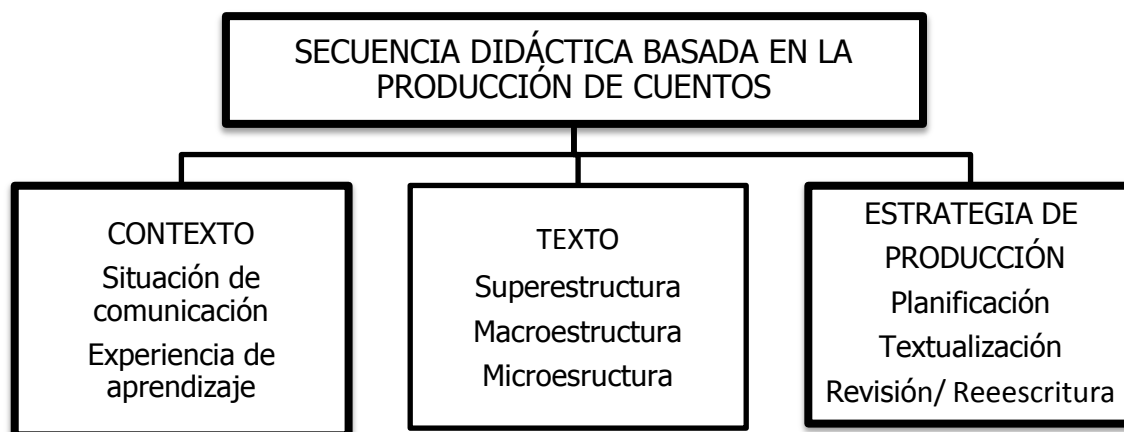 SECUENCIA DIDÁCTICA BASADA EN LA
PRODUCCIÓN DE CUENTOS
CONTEXTO
Situación de
comunicación
Experiencia de
aprendizaje
TEXTO
Superestructura
Macroestructura
Microesructura
ESTRATEGIA DE
PRODUCCIÓN
Planificación
Textualización
Revisión/ Reeescritura